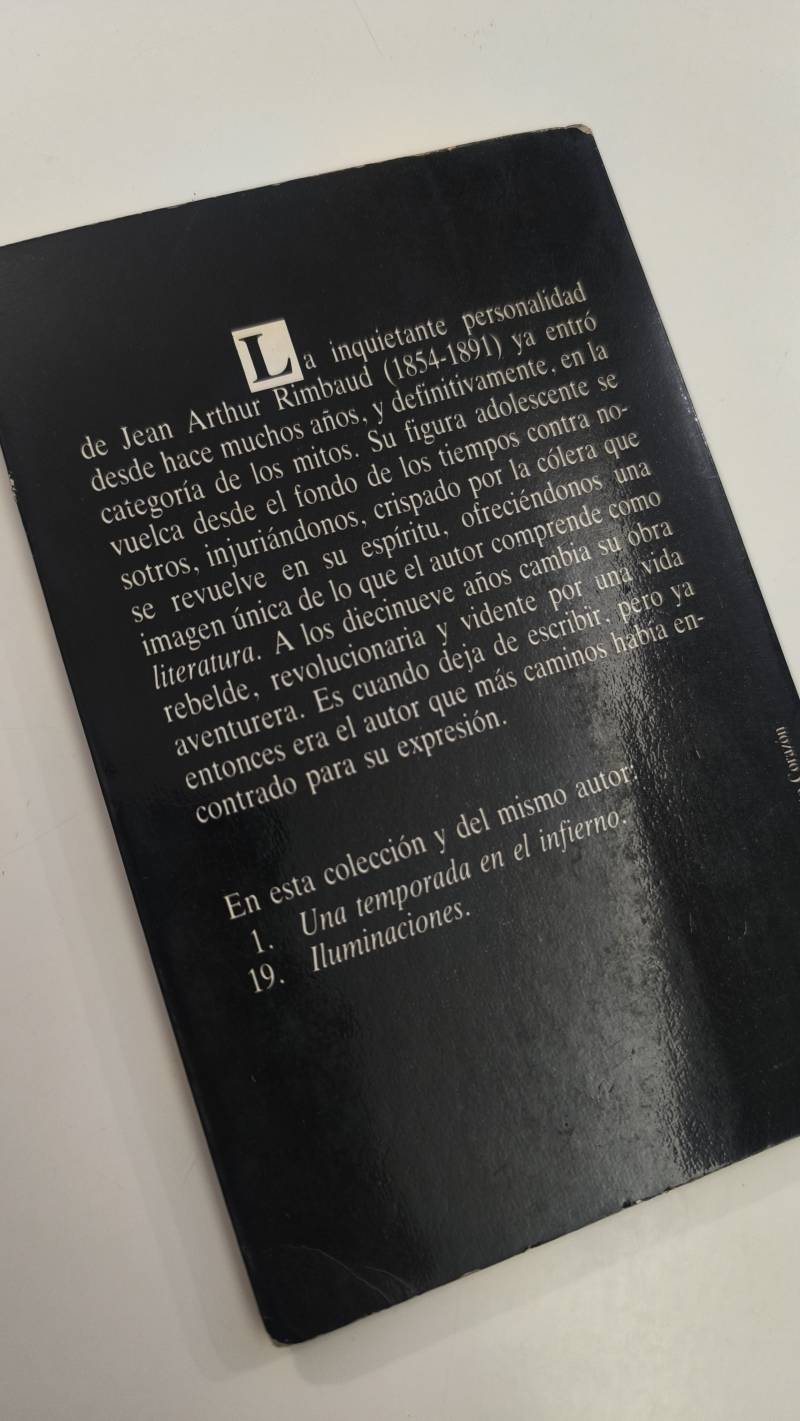 La inquietante personalidad
de Jean Arthur Rimbaud (1854-1891) ya entró
desde hace muchos años, y definitivamente, en la
categoría de los mitos. Su figura adolescente se
vuelca desde el fondo de los tiempos contra no-
sotros, injuriándonos, crispado por la cólera que
se revuelve en su espíritu, ofreciéndonos una
imagen única de lo que el autor comprende como
literatura. A los diecinueve años cambia su obra
rebelde, revolucionaria y vidente por una vida
aventurera. Es cuando deja de escribir, pero ya
entonces era el autor que más caminos había en-
contrado para su expresión.
En esta colección y del mismo autor:
1. Una temporada en el infierno.
19. Iluminaciones.